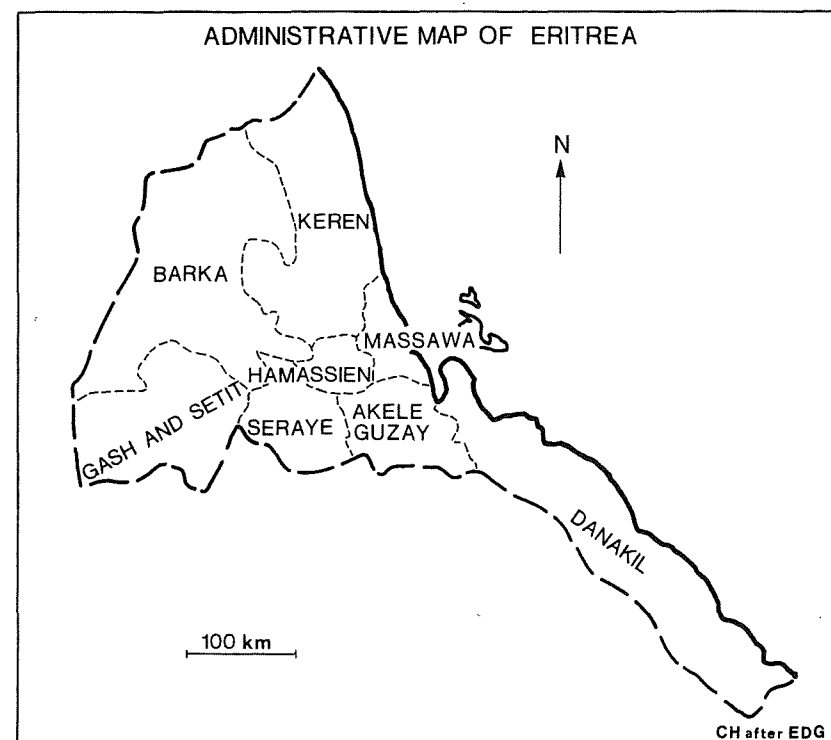 ADMINISTRATIVE MAP OF ERITREA
N
KEREN
BARKA
MASSAWA
HAMASSIEN
GASH AND SETIT
SERAYE
AKELE
GUZAY
DANAKIL
100 km
CH after EDG